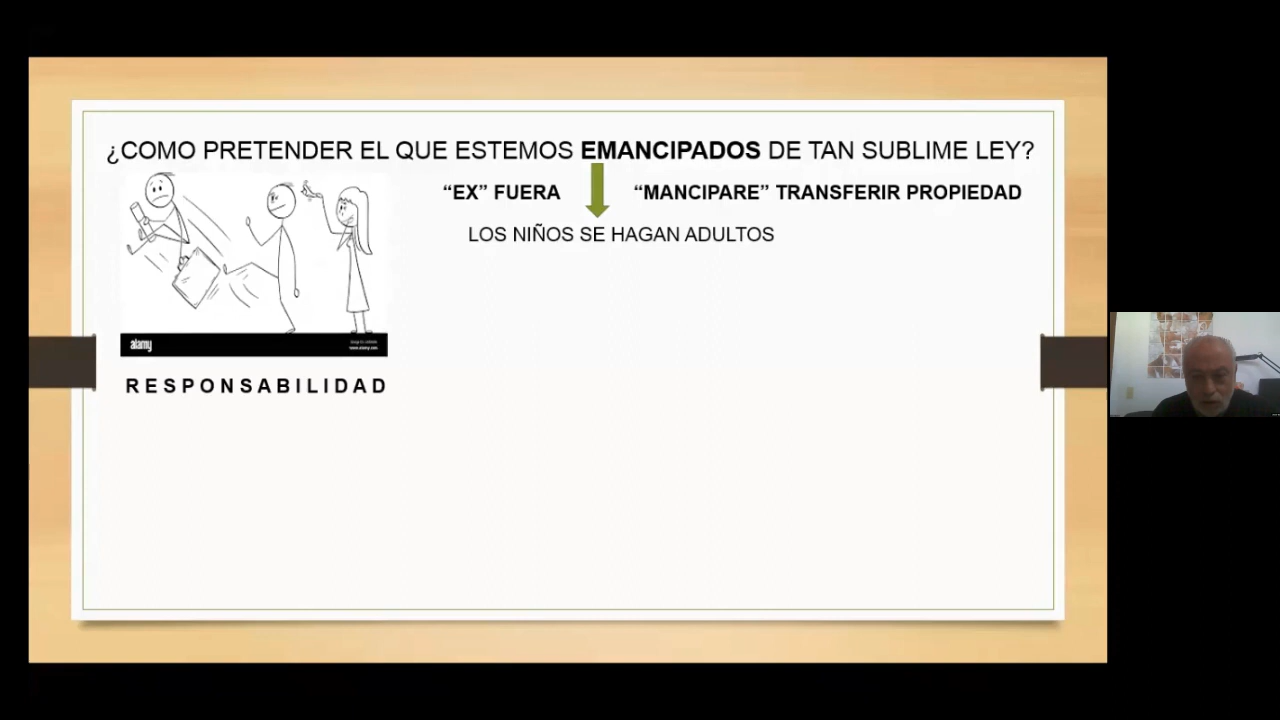 ¿COMO PRETENDER EL QUE ESTEMOS EMANCIPADOS DE TAN SUBLIME LEY?
“EX” FUERA “MANCIPARE” TRANSFERIR PROPIEDAD
LOS NIÑOS SE HAGAN ADULTOS
alamy
RESPONSABILIDAD